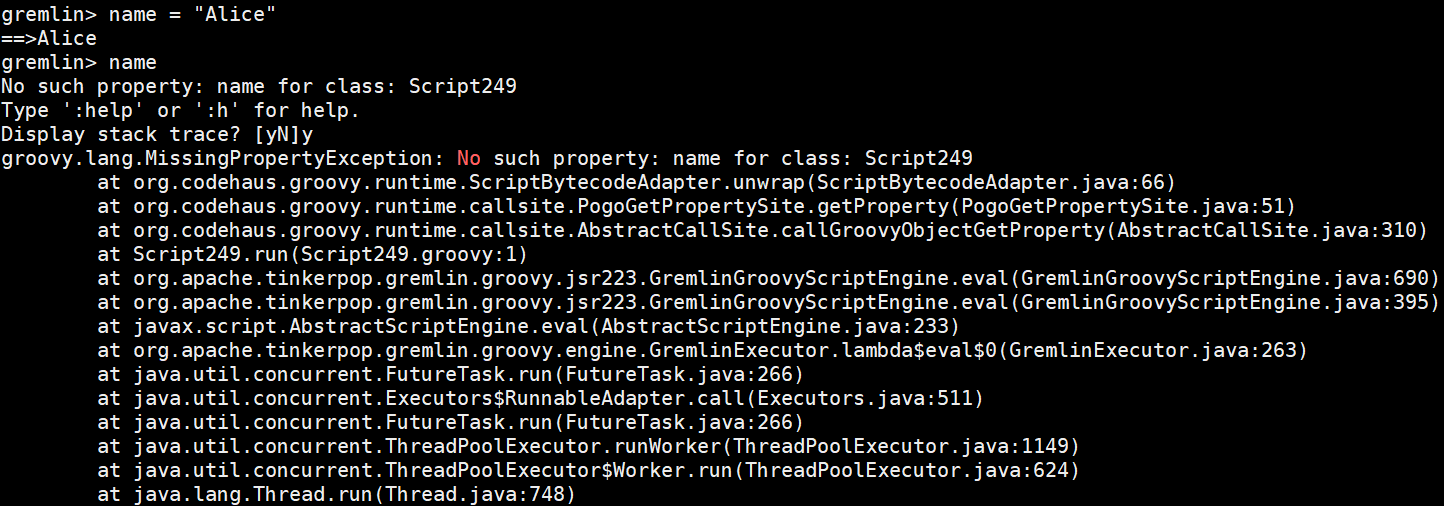 gremlin> name = "Alice"
==>Alice
gremlin> name
No such property: name for class: Script249
Type ':help' or ':h' for help.
Display stack trace? [yN]y
groovy.lang.MissingPropertyException: No such property: name for class: Script249
        at org.codehaus.groovy.runtime.ScriptBytecodeAdapter.unwrap(ScriptBytecodeAdapter.java:66)
        at org.codehaus.groovy.runtime.callsite.PogoGetPropertySite.getProperty(PogoGetPropertySite.java:51)
        at org.codehaus.groovy.runtime.callsite.AbstractCallSite.callGroovyObjectGetProperty(AbstractCallSite.java:310)
        at Script249.run(Script249.groovy:1)
        at org.apache.tinkerpop.gremlin.groovy.jsr223.GremlinGroovyScriptEngine.eval(GremlinGroovyScriptEngine.java:690)
        at org.apache.tinkerpop.gremlin.groovy.jsr223.GremlinGroovyScriptEngine.eval(GremlinGroovyScriptEngine.java:395)
        at javax.script.AbstractScriptEngine.eval(AbstractScriptEngine.java:233)
        at org.apache.tinkerpop.gremlin.groovy.engine.GremlinExecutor.lambda$eval$0(GremlinExecutor.java:263)
        at java.util.concurrent.FutureTask.run(FutureTask.java:266)
        at java.util.concurrent.Executors$RunnableAdapter.call(Executors.java:511)
        at java.util.concurrent.FutureTask.run(FutureTask.java:266)
        at java.util.concurrent.ThreadPoolExecutor.runWorker(ThreadPoolExecutor.java:1149)
        at java.util.concurrent.ThreadPoolExecutor$Worker.run(ThreadPoolExecutor.java:624)
        at java.lang.Thread.run(Thread.java:748)